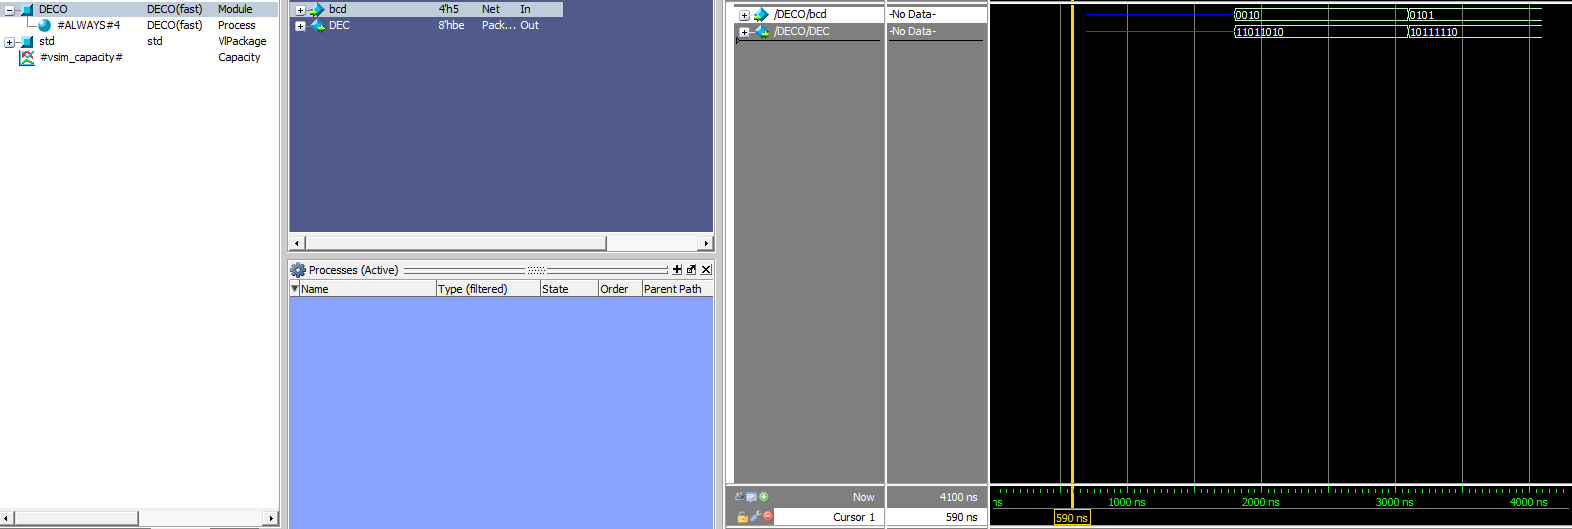 DECO DECO(fast) Module
#ALWAYS#4 DECO(fast) Process
std std VlPackage
#vsim_capacity# Capacity
bcd 4'h5 Net In
DEC 8'hbe Pack... Out
Processes (Active)
Name Type (filtered) State Order Parent Path
/DECO/bcd -No Data- 0010 0101
/DECO/DEC -No Data- 11011010 10111110
Now 4100 ns ns 1000 ns 2000 ns 3000 ns 4000 ns
Cursor 1 590 ns 590 ns